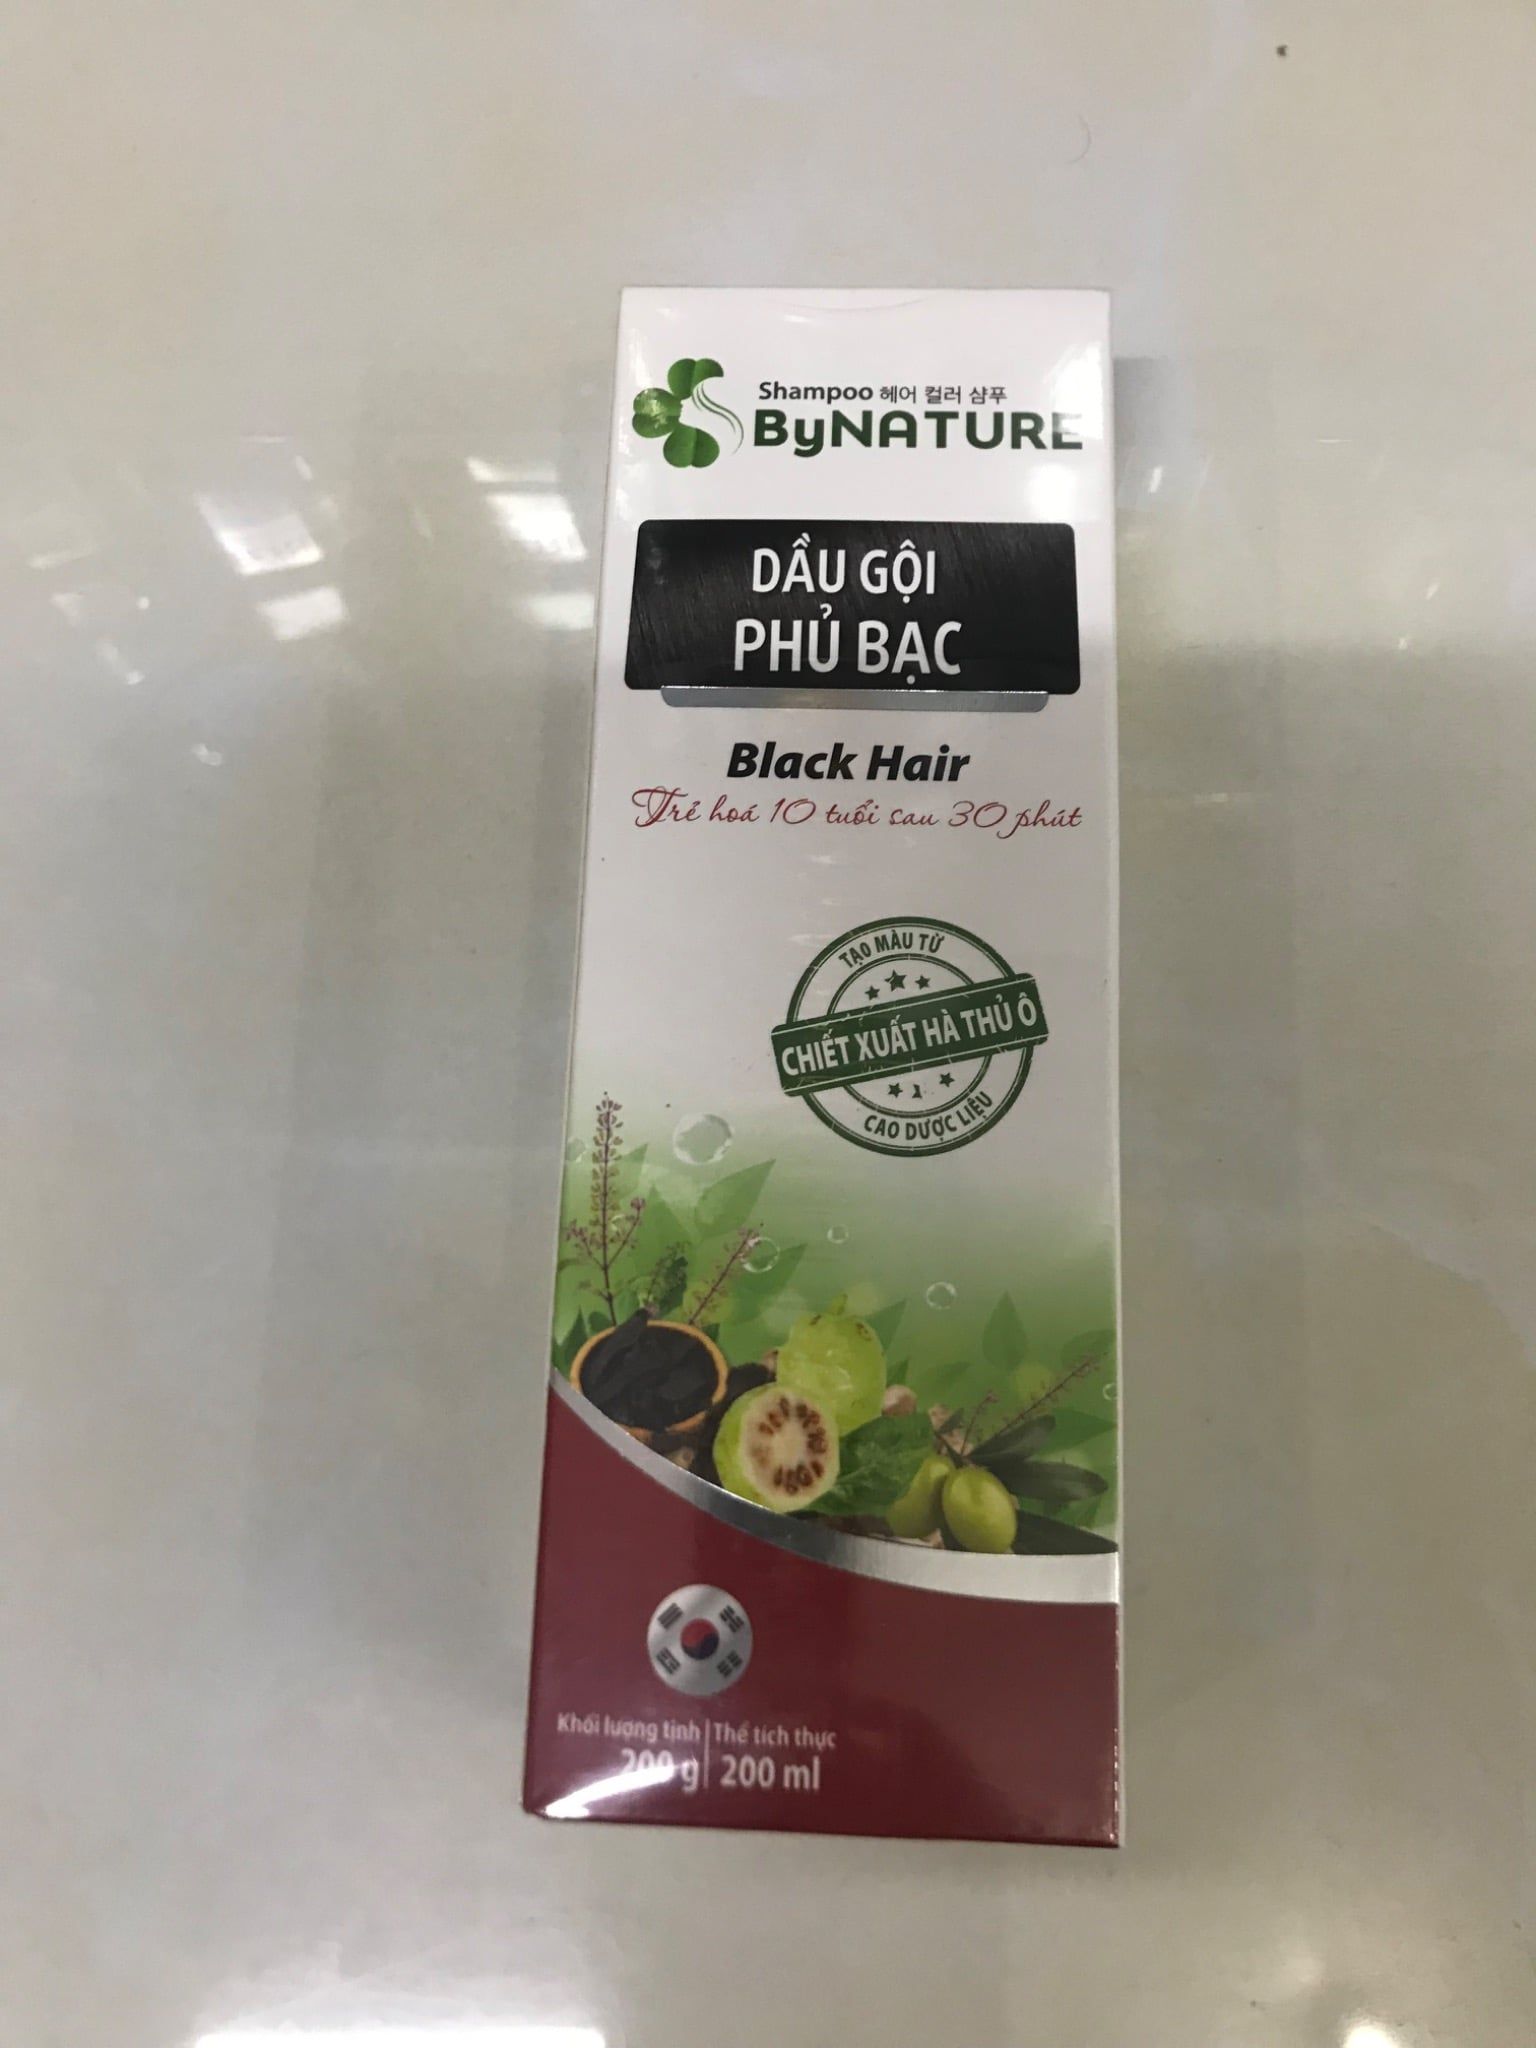 Shampoo 헤어 컬러 샴푸
ByNATURE
DẦU GỘI
PHỦ BẠC
Black Hair
Trẻ hoá 10 tuổi sau 30 phút
TẠO MÀU TỪ
CHIẾT XUẤT HÀ THỦ Ô
CAO DƯỢC LIỆU
Khối lượng tịnh | Thể tích thực
200 g | 200 ml